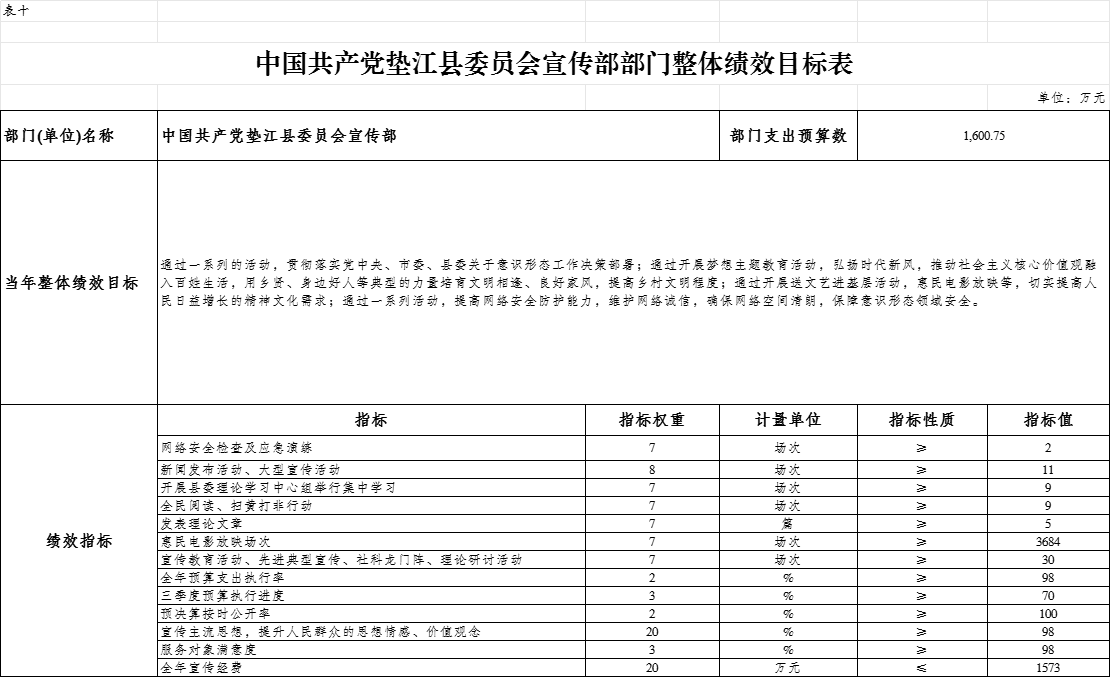 表十
中国共产党垫江县委员会宣传部部门整体绩效目标表
单位：万元
部门(单位)名称 中国共产党垫江县委员会宣传部 部门支出预算数 1,600.75
当年整体绩效目标
通过一系列的活动，贯彻落实党中央、市委、县委关于意识形态工作决策部署；通过开展梦想主题教育活动，弘扬时代新风，推动社会主义核心价值观融
入百姓生活，用乡贤、身边好人等典型的力量培育文明相逢、良好家风，提高乡村文明程度；通过开展送文艺进基层活动，惠民电影放映等，切实提高人
民日益增长的精神文化需求；通过一系列活动，提高网络安全防护能力，维护网络诚信，确保网络空间清朗，保障意识形态领域安全。
绩效指标
指标 指标权重 计量单位 指标性质 指标值
网络安全检查及应急演练 7 场次 ≥ 2
新闻发布活动、大型宣传活动 8 场次 ≥ 11
开展县委理论学习中心组举行集中学习 7 场次 ≥ 9
全民阅读、扫黄打非行动 7 场次 ≥ 9
发表理论文章 7 篇 ≥ 5
惠民电影放映场次 7 场次 ≥ 3684
宣传教育活动、先进典型宣传、社科龙门阵、理论研讨活动 7 场次 ≥ 30
全年预算支出执行率 2 % ≥ 98
三季度预算执行进度 3 % ≥ 70
预决算按时公开率 2 % ≥ 100
宣传主流思想，提升人民群众的思想情感、价值观念 20 % ≥ 98
服务对象满意度 3 % ≥ 98
全年宣传经费 20 万元 ≤ 1573